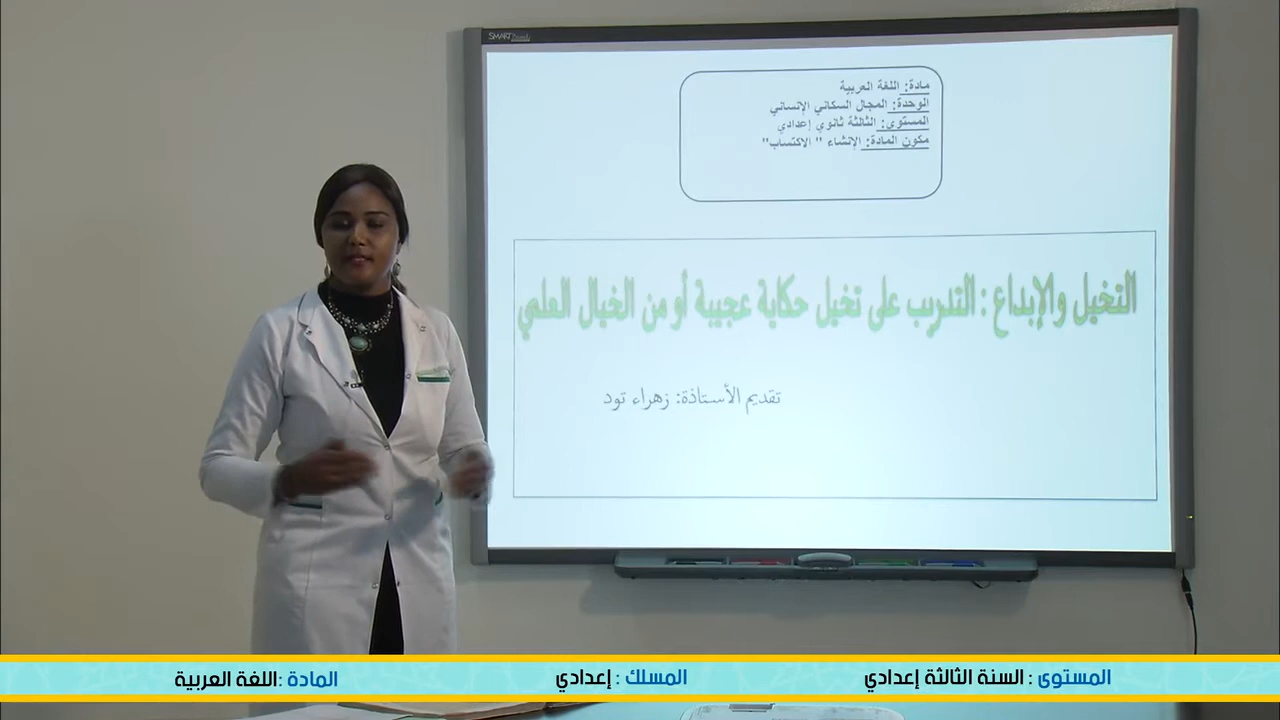 SMART Board
مادة: اللغة العربية
الوحدة: المجال السكاني الإنساني
المستوى: الثالثة ثانوي إعدادي
مكون المادة: الإنشاء " الاكتساب"
التخيل والإبداع : التدريب على تخيل حكاية عجيبة أو من الخيال العلمي
تقديم الأستاذة: زهراء تود
المستوى : السنة الثالثة إعدادي
المسلك : إعدادي
المادة :اللغة العربية